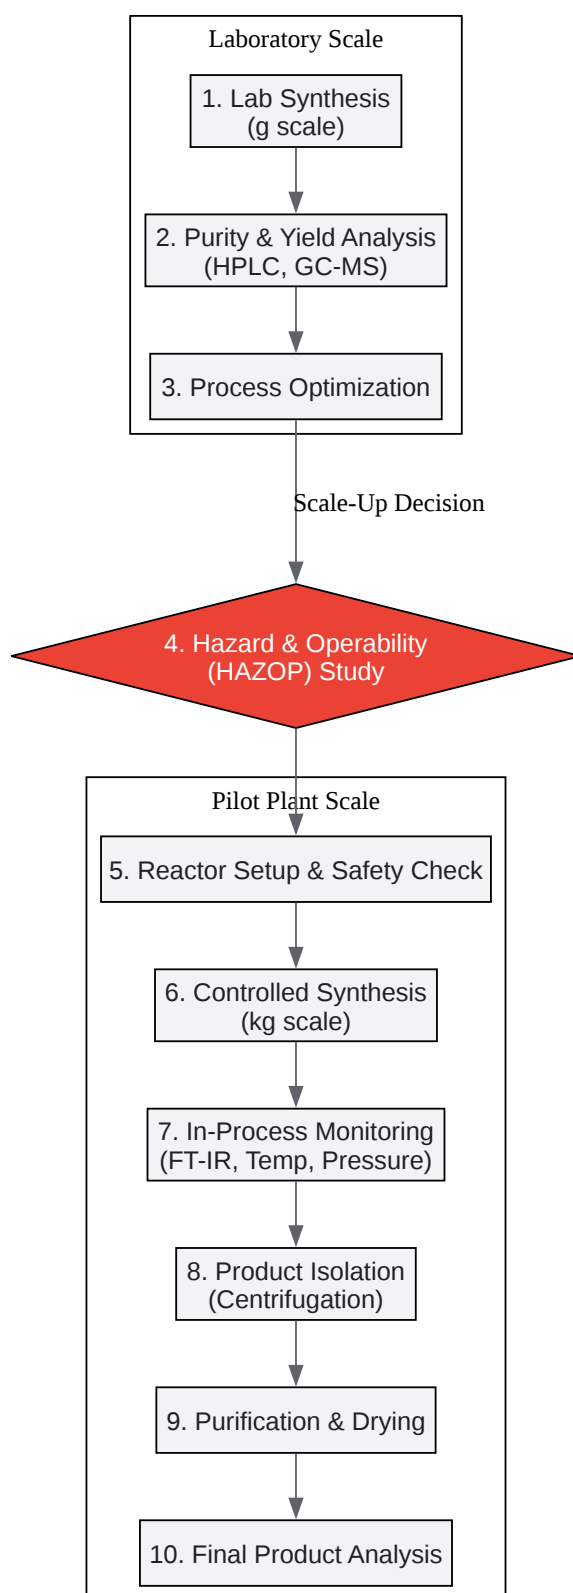 Laboratory Scale
1. Lab Synthesis
(g scale)
2. Purity & Yield Analysis
(HPLC, GC-MS)
3. Process Optimization
Scale-Up Decision
4. Hazard & Operability
(HAZOP) Study
Pilot Plant Scale
5. Reactor Setup & Safety Check
6. Controlled Synthesis
(kg scale)
7. In-Process Monitoring
(FT-IR, Temp, Pressure)
8. Product Isolation
(Centrifugation)
9. Purification & Drying
10. Final Product Analysis